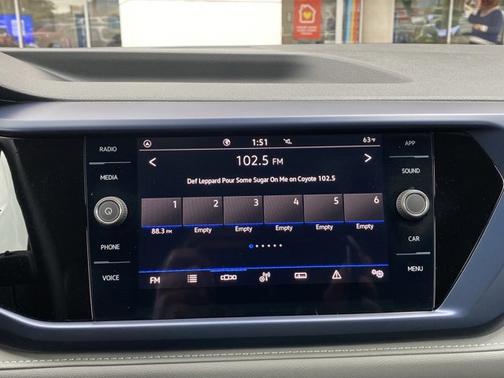 1:51
63°F
RADIO
APP
102.5 FM
MEDIA
SOUND
Def Leppard Pour Some Sugar On Me on Coyote 102.5
1 2 3 4 5 6
88.3 FM Empty Empty Empty Empty Empty
PHONE
CAR
VOICE
MENU
FM